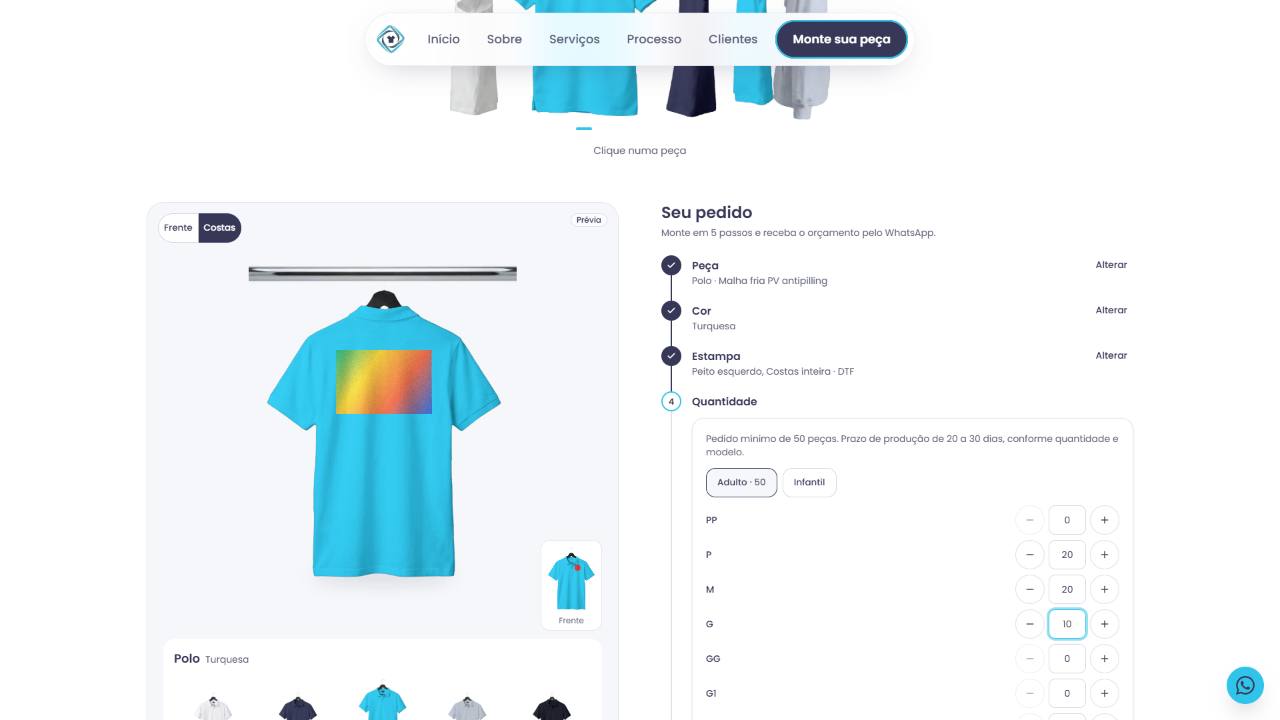 Início
Sobre
Serviços
Processo
Clientes
Monte sua peça
Clique numa peça
Frente
Costas
Prévia
Frente
Polo Turquesa
Seu pedido
Monte em 5 passos e receba o orçamento pelo WhatsApp.
Peça
Alterar
Polo · Malha fria PV antipilling
Cor
Alterar
Turquesa
Estampa
Alterar
Peito esquerdo, Costas inteira · DTF
4
Quantidade
Pedido mínimo de 50 peças. Prazo de produção de 20 a 30 dias, conforme quantidade e
modelo.
Adulto · 50
Infantil
PP − 0 +
P − 20 +
M − 20 +
G − 10 +
GG − 0 +
G1 − 0 +